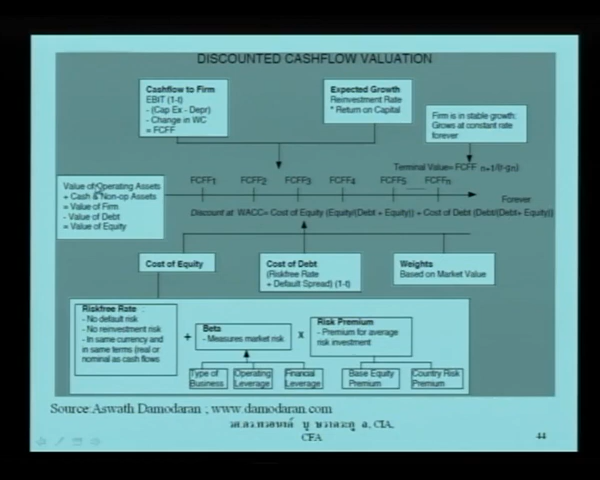 DISCOUNTED CASHFLOW VALUATION
Cashflow to Firm
EBIT (1-t)
- (Cap Ex - Depr)
- Change in WC
= FCFF
Expected Growth
Reinvestment Rate
* Return on Capital
Firm is in stable growth:
Grows at constant rate
forever
Terminal Value= FCFF n+1/(r-gn)
FCFF1 FCFF2 FCFF3 FCFF4 FCFF5 FCFFn
Forever
Value of Operating Assets
+ Cash & Non-op Assets
= Value of Firm
- Value of Debt
= Value of Equity
Discount at WACC= Cost of Equity (Equity/(Debt + Equity)) + Cost of Debt (Debt/(Debt+ Equity))
Cost of Equity
Cost of Debt
(Riskfree Rate
+ Default Spread) (1-t)
Weights
Based on Market Value
Riskfree Rate :
- No default risk
- No reinvestment risk
- In same currency and
in same terms (real or
nominal as cash flows
+
Beta
- Measures market risk
X
Risk Premium
- Premium for average
risk investment
Type of
Business
Operating
Leverage
Financial
Leverage
Base Equity
Premium
Country Risk
Premium
Source:Aswath Damodaran ; www.damodaran.com
CIA,
CFA
44